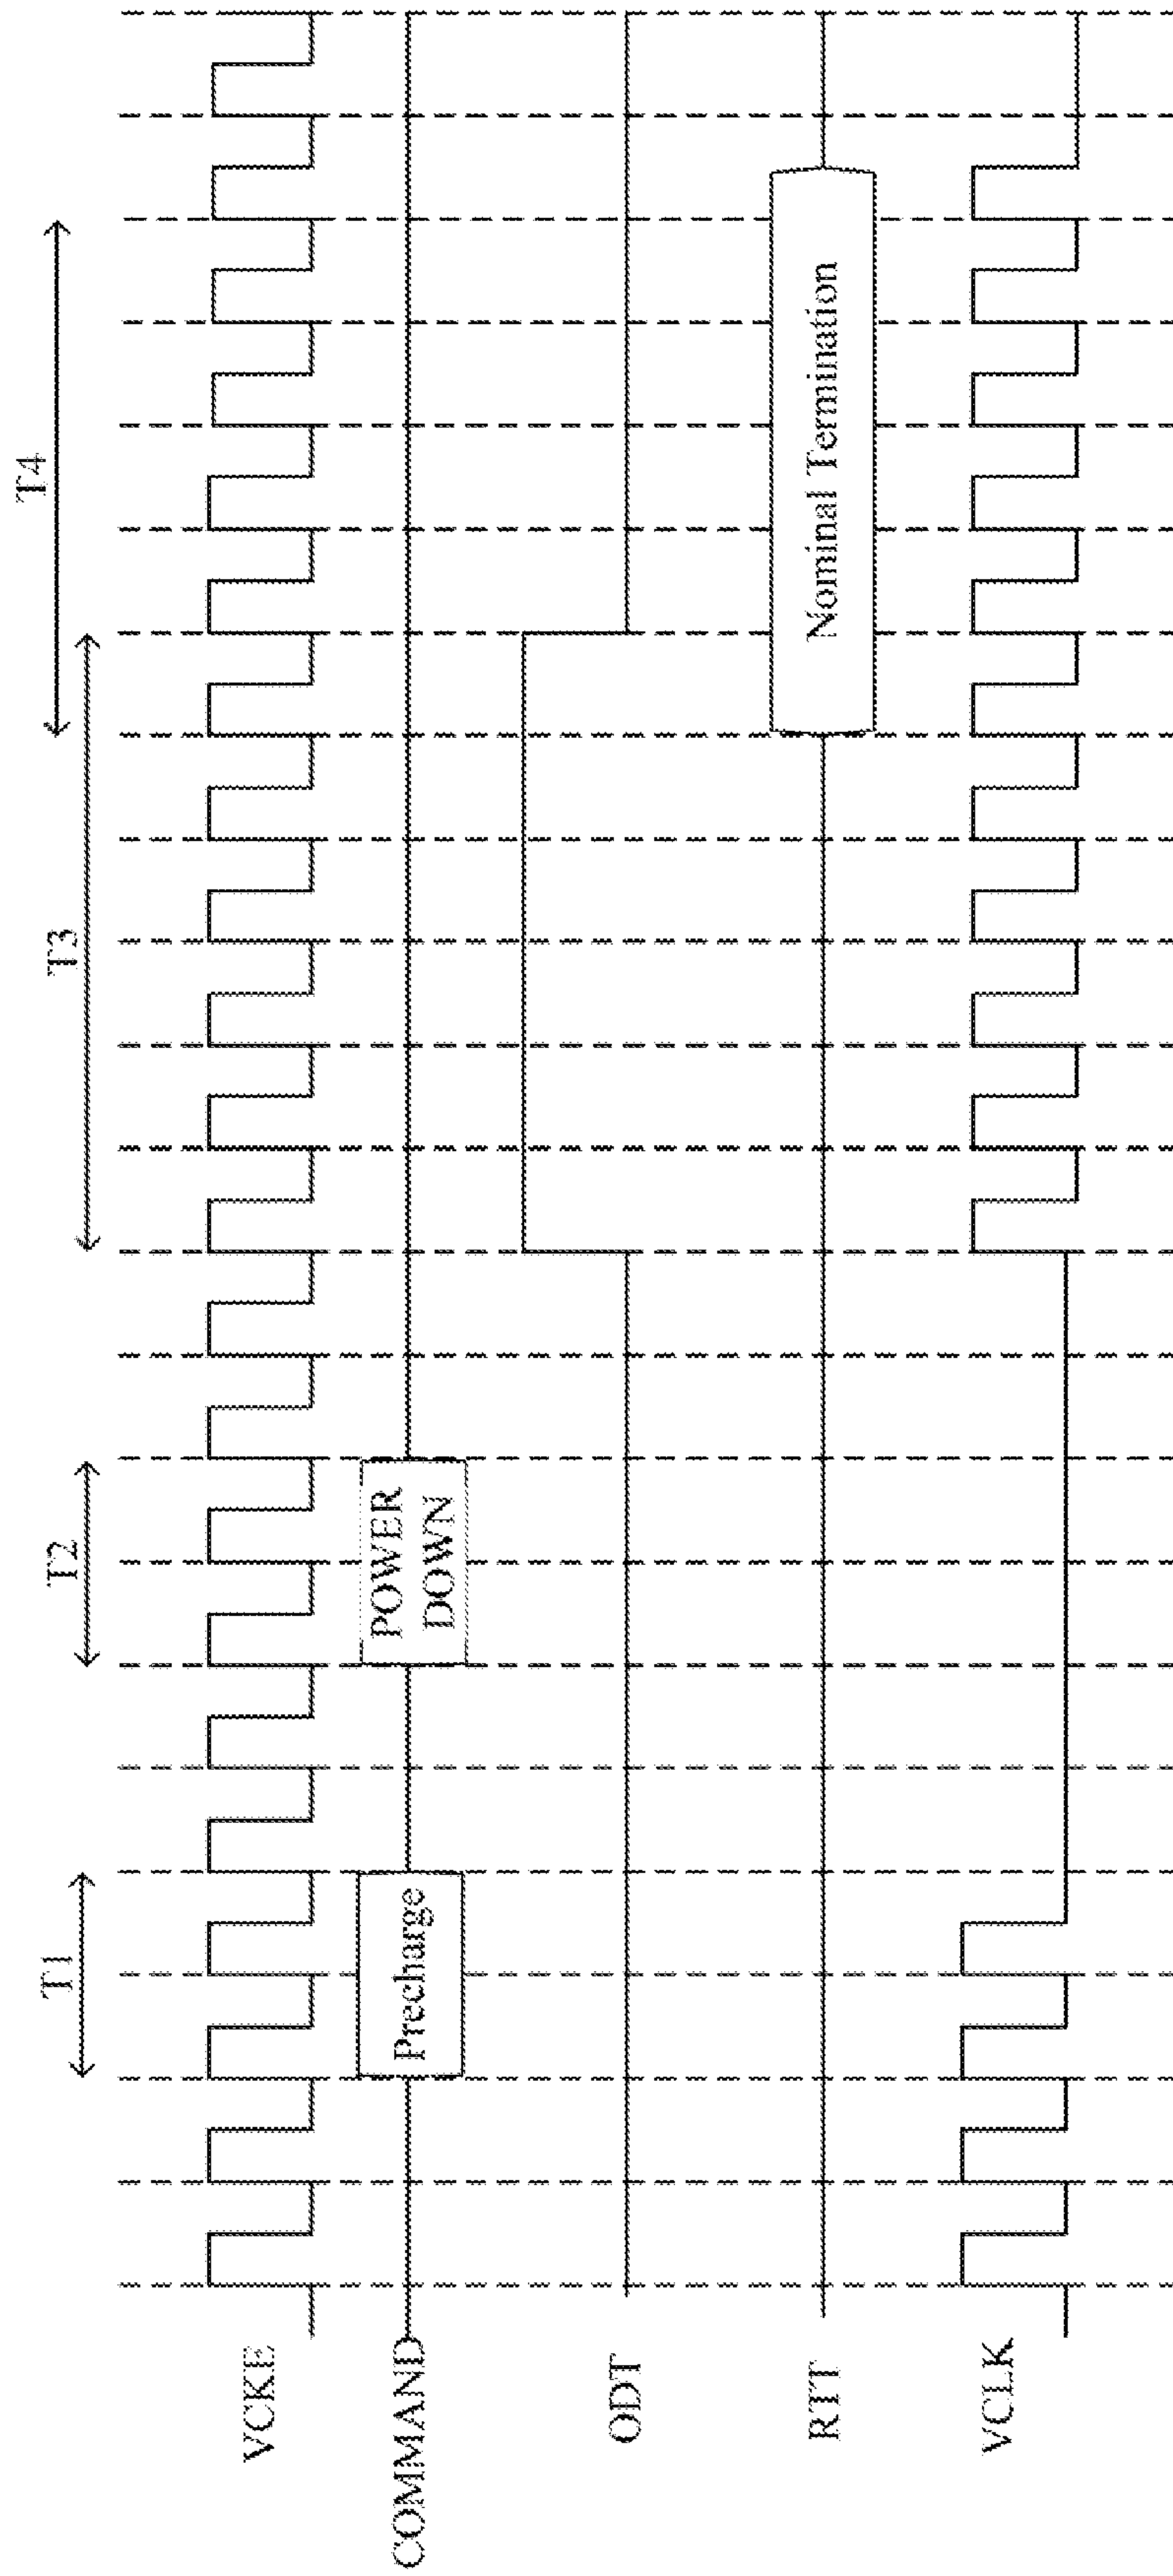 T1
T2
T3
T4
VCKE
COMMAND
Precharge
POWER
DOWN
ODT
RTT
Nominal Termination
VCLK